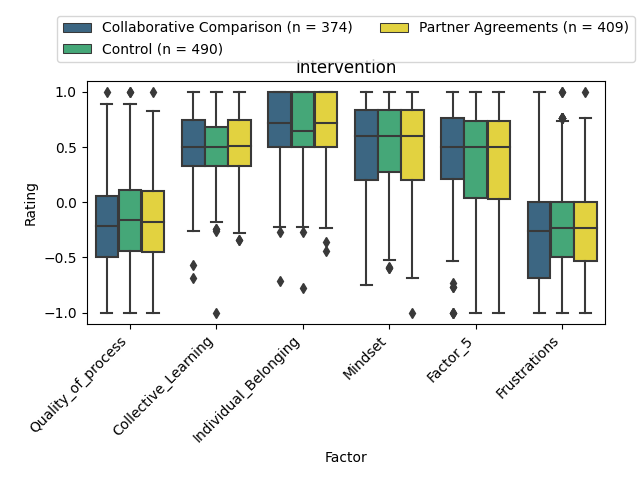 Collaborative Comparison (n = 374)
Control (n = 490)
Partner Agreements (n = 409)
Intervention
1.0
0.5
0.0
−0.5
−1.0
Rating
Quality_of_process
Collective_Learning
Individual_Belonging
Mindset
Factor_5
Frustrations
Factor